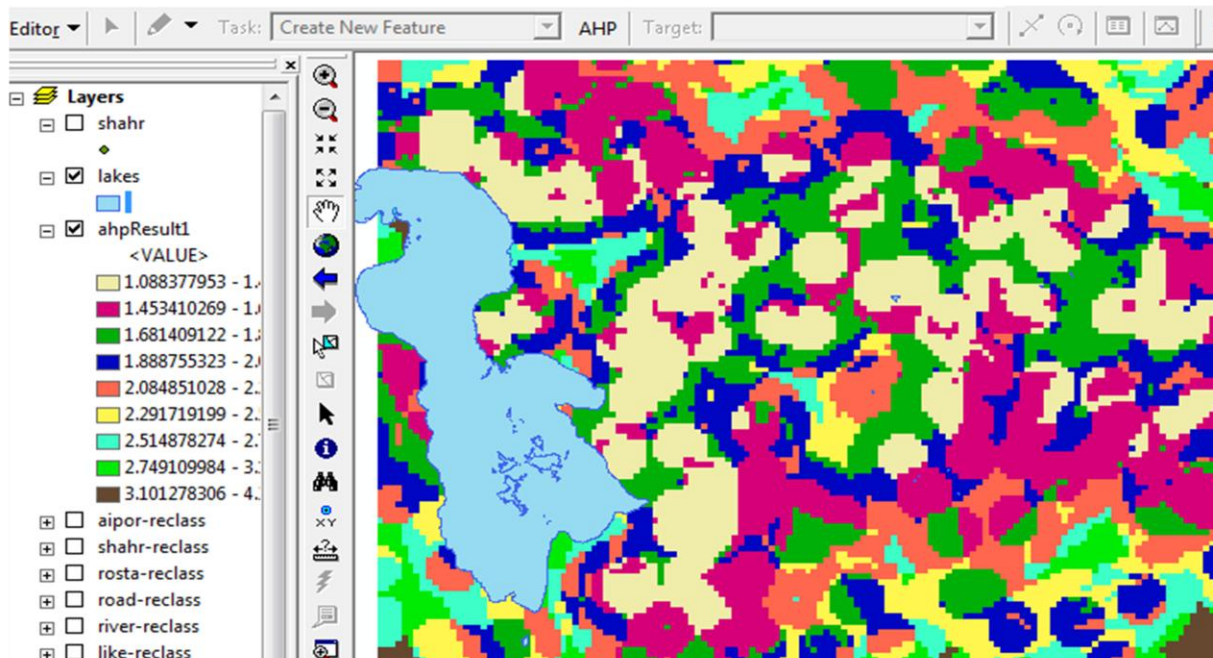 Editor Task: Create New Feature AHP Target:
Layers
shahr
lakes
ahpResult1
<VALUE>
1.088377953 - 1.
1.453410269 - 1.
1.681409122 - 1.
1.888755323 - 2.
2.084851028 - 2.
2.291719199 - 2.
2.514878274 - 2.
2.749109984 - 3.
3.101278306 - 4.
aipor-reclass
shahr-reclass
rosta-reclass
road-reclass
river-reclass
like-reclass
XY